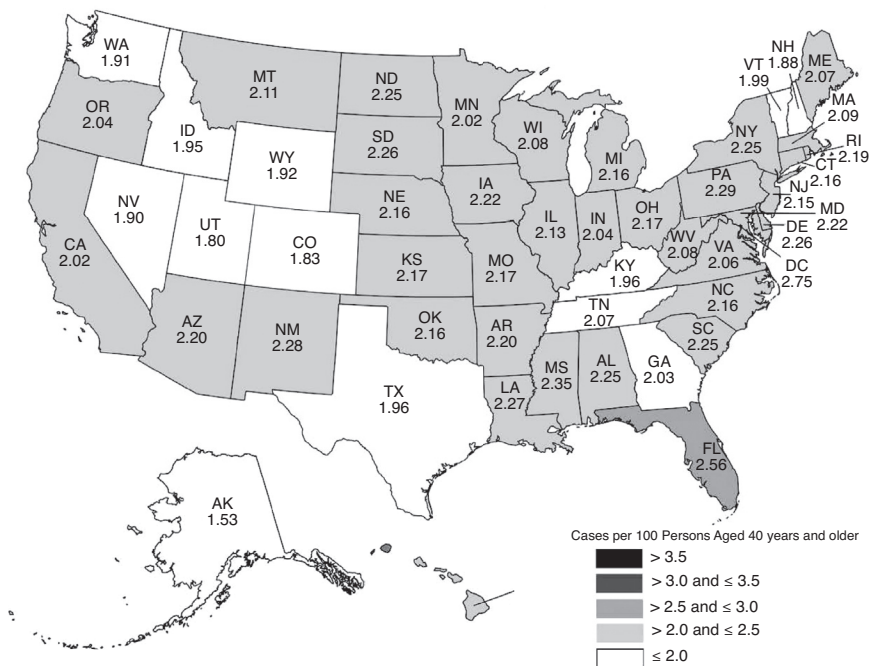 WA
1.91
OR
2.04
CA
2.02
NV
1.90
ID
1.95
MT
2.11
WY
1.92
UT
1.80
CO
1.83
AZ
2.20
NM
2.28
ND
2.25
SD
2.26
NE
2.16
KS
2.17
OK
2.16
TX
1.96
MN
2.02
IA
2.22
MO
2.17
AR
2.20
LA
2.27
WI
2.08
IL
2.13
MS
2.35
MI
2.16
IN
2.04
OH
2.17
KY
1.96
TN
2.07
AL
2.25
GA
2.03
FL
2.56
SC
2.25
NC
2.16
VA
2.06
WV
2.08
PA
2.29
NY
2.25
VT
1.99
NH
1.88
ME
2.07
MA
2.09
RI
2.19
CT
2.16
NJ
2.15
MD
2.22
DE
2.26
DC
2.75
AK
1.53
Cases per 100 Persons Aged 40 years and older
> 3.5
> 3.0 and ≤ 3.5
> 2.5 and ≤ 3.0
> 2.0 and ≤ 2.5
≤ 2.0